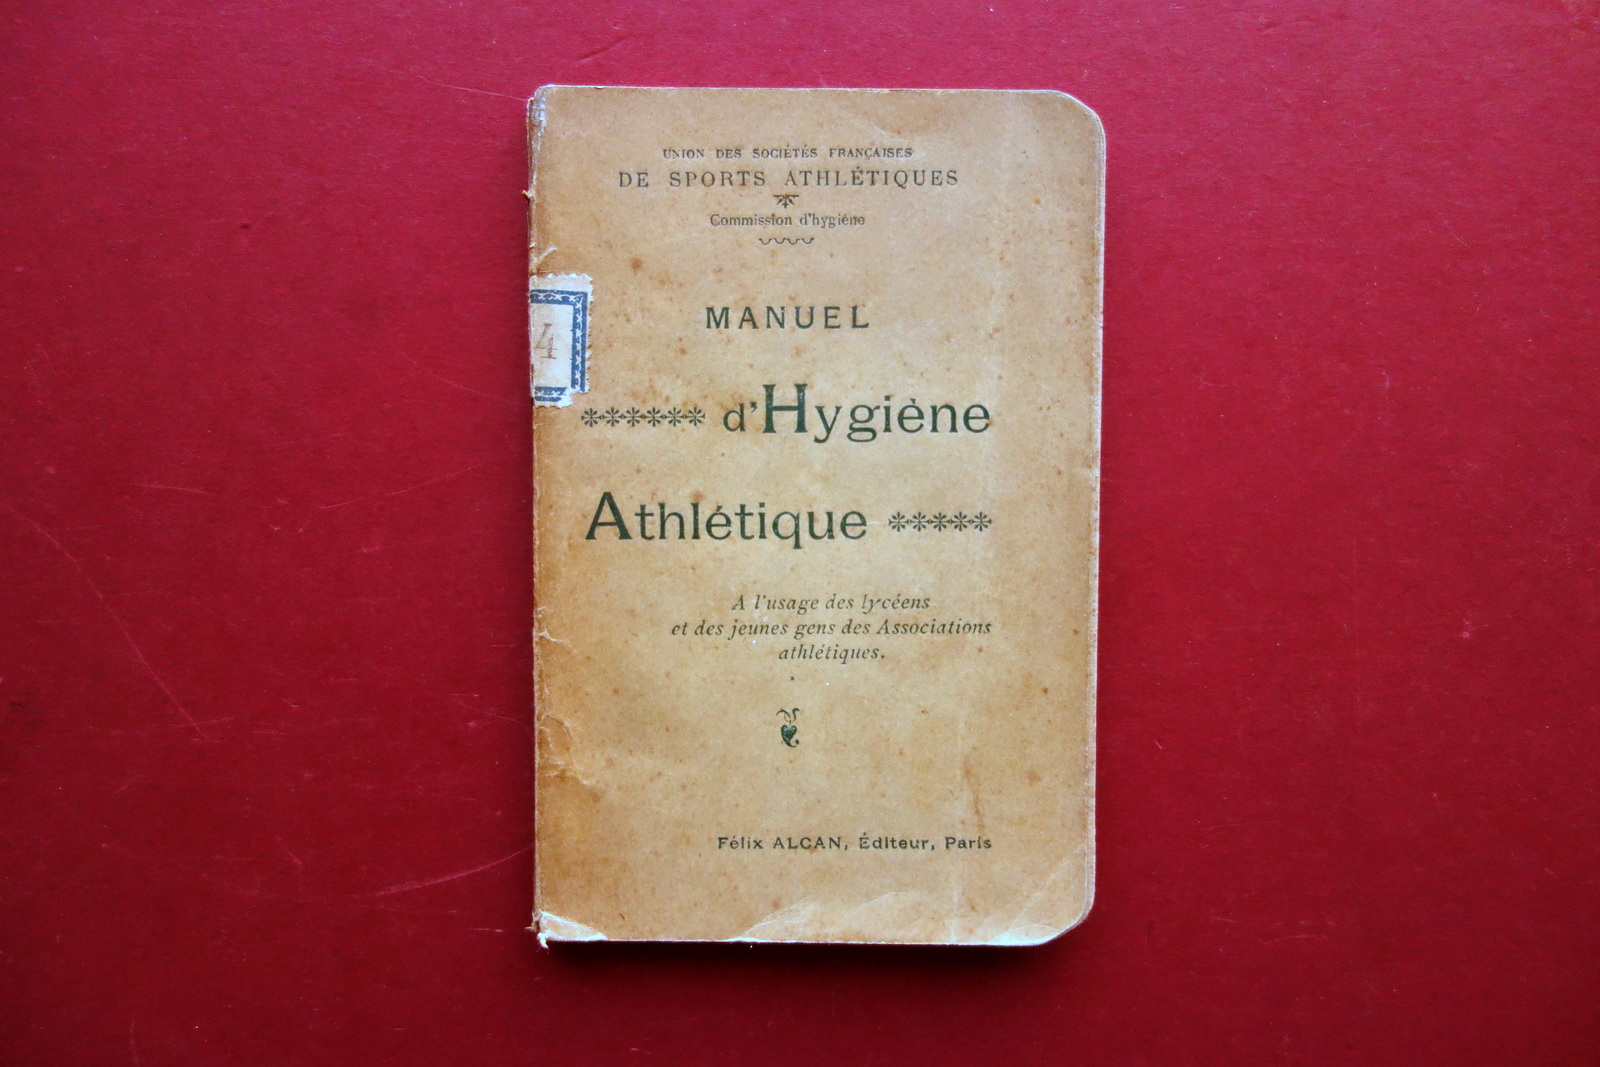 UNION DES SOCIÉTÉS FRANÇAISES
DE SPORTS ATHLÉTIQUES
Commission d'hygiène
4
MANUEL
d'Hygiène
Athlétique
A l'usage des lycéens
et des jeunes gens des Associations
athlétiques.
Félix ALCAN, Éditeur, Paris